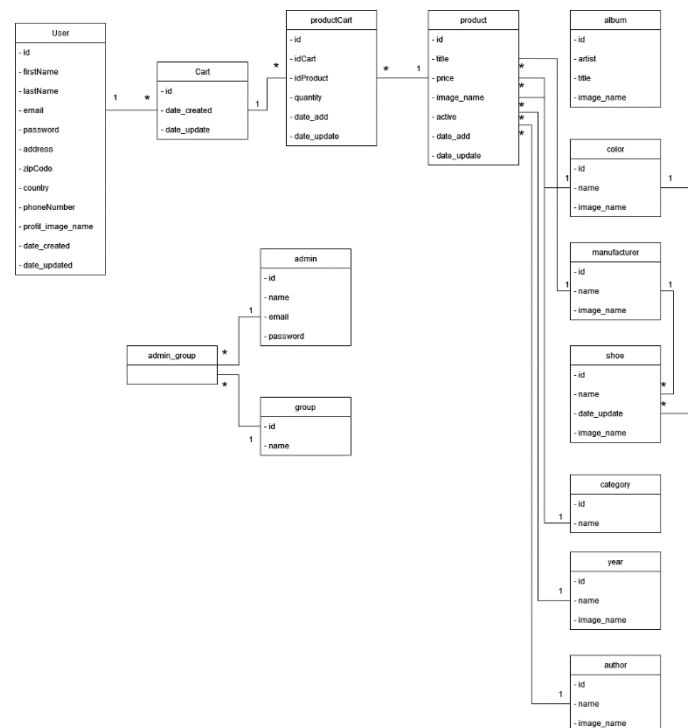 User
- id
- firstName
- lastName
- email
- password
- address
- zipCode
- country
- phoneNumber
- profil_image_name
- date_created
- date_updated
1
*
Cart
- id
- date_created
- date_update
1
*
productCart
- id
- idCart
- idProduct
- quantity
- date_add
- date_update
*
1
product
- id
- title
- price
- image_name
- active
- date_add
- date_update
*
*
*
*
*
album
- id
- artist
- title
- image_name
color
- id
- name
- image_name
1
1
manufacturer
- id
- name
- image_name
1
1
shoe
- id
- name
- date_update
- image_name
*
*
category
- id
- name
1
year
- id
- name
- image_name
1
author
- id
- name
- image_name
1
admin
- id
- name
- email
- password
1
admin_group
*
*
group
- id
- name
1